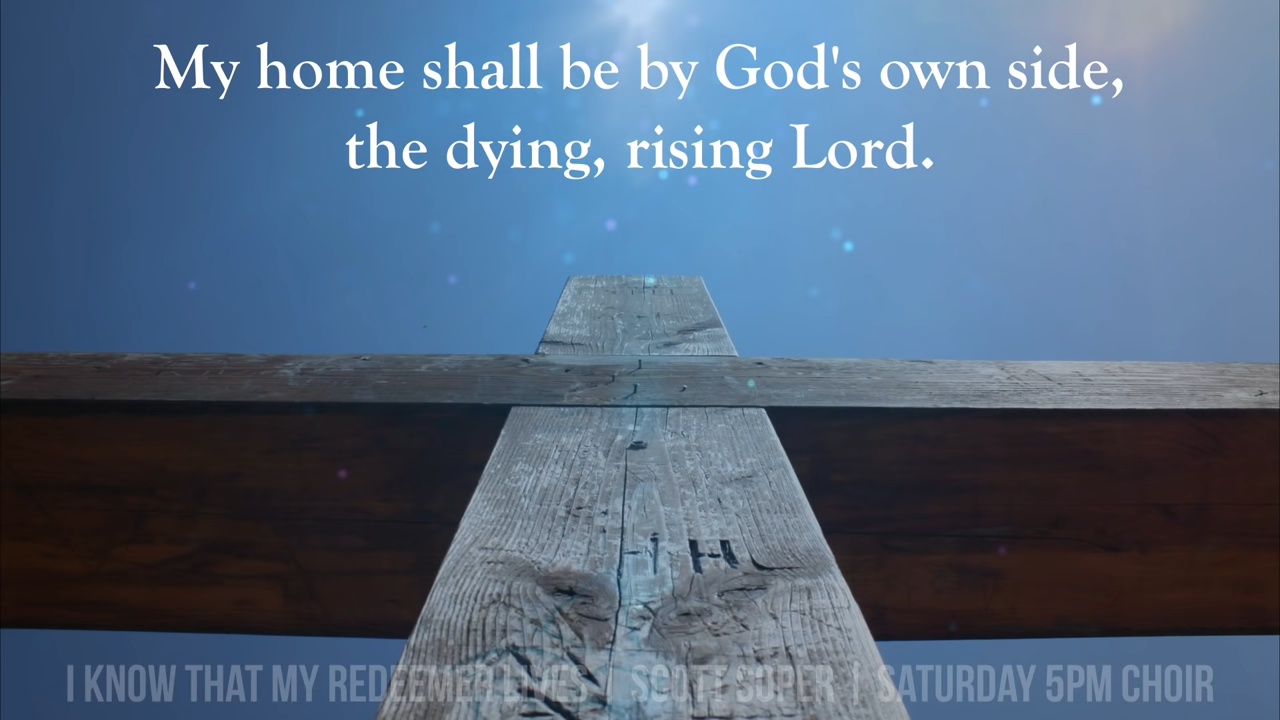 My home shall be by God's own side,
the dying, rising Lord.
H
I KNOW THAT MY REDEEMER LIVES | SCOTT SOPER | SATURDAY 5PM CHOIR